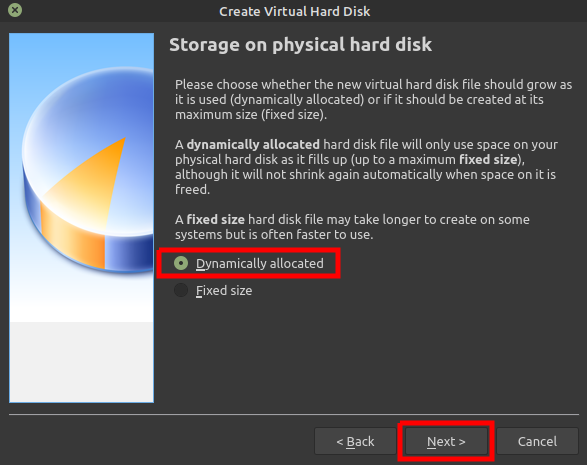 Create Virtual Hard Disk
Storage on physical hard disk
Please choose whether the new virtual hard disk file should grow as
it is used (dynamically allocated) or if it should be created at its
maximum size (fixed size).
A dynamically allocated hard disk file will only use space on your
physical hard disk as it fills up (up to a maximum fixed size),
although it will not shrink again automatically when space on it is
freed.
A fixed size hard disk file may take longer to create on some
systems but is often faster to use.
Dynamically allocated
Fixed size
< Back
Next >
Cancel